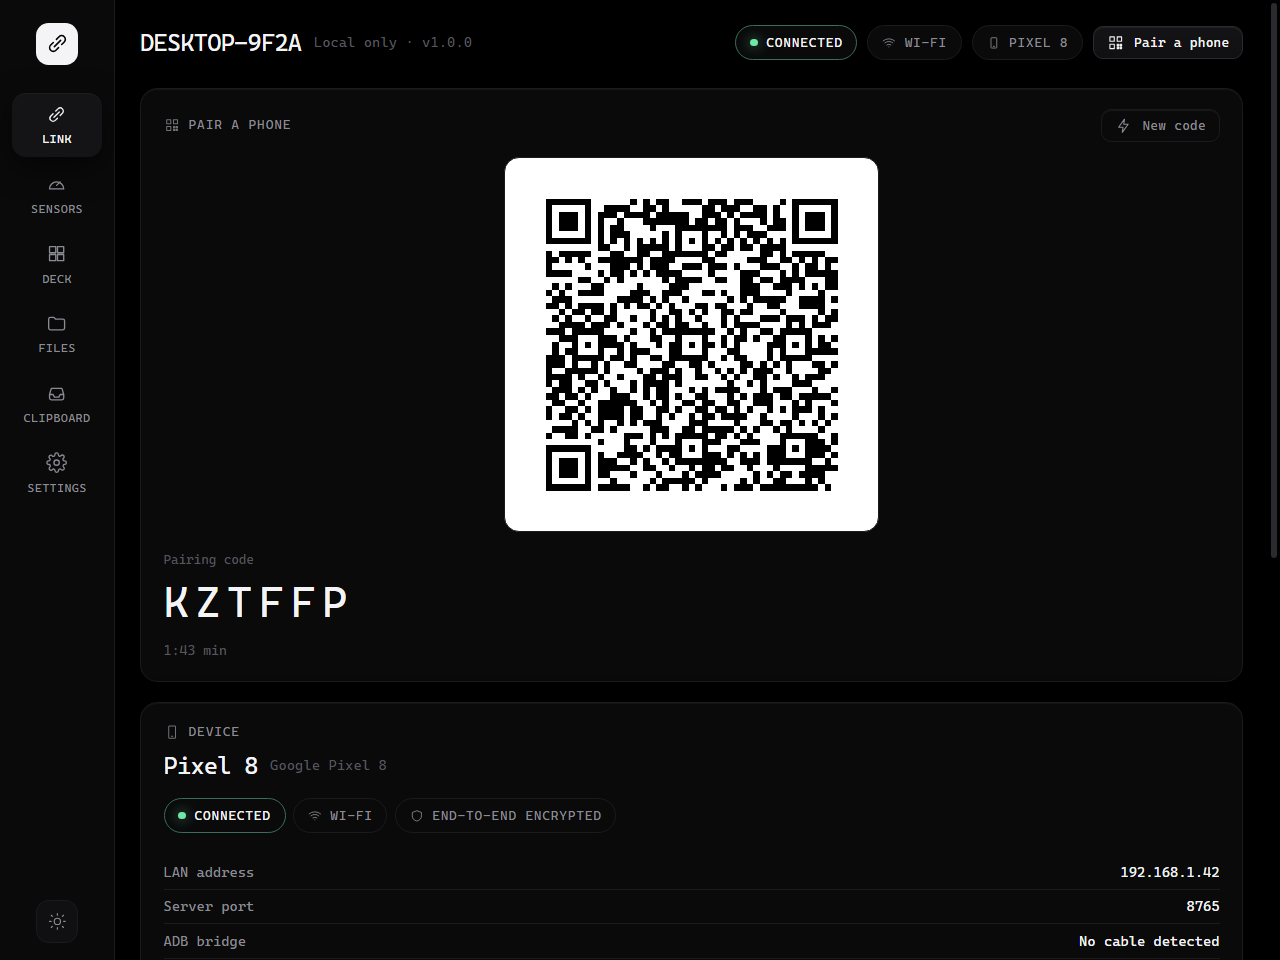 DESKTOP-9F2A Local only · v1.0.0
CONNECTED
WI-FI
PIXEL 8
Pair a phone
LINK
SENSORS
DECK
FILES
CLIPBOARD
SETTINGS
PAIR A PHONE
New code
Pairing code
KZTFFP
1:43 min
DEVICE
Pixel 8 Google Pixel 8
CONNECTED
WI-FI
END-TO-END ENCRYPTED
LAN address 192.168.1.42
Server port 8765
ADB bridge No cable detected